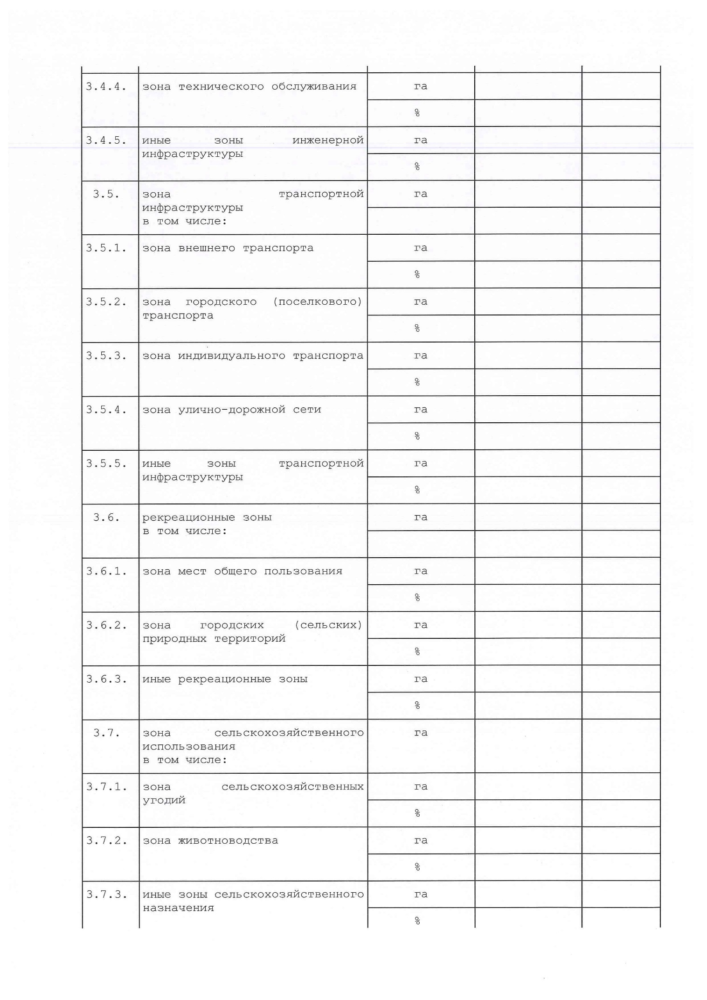 3.4.4. зона технического обслуживания га
%
3.4.5. иные зоны инженерной га
инфраструктуры
%
3.5. зона транспортной га
инфраструктуры
в том числе:
3.5.1. зона внешнего транспорта га
%
3.5.2. зона городского (поселкового) га
транспорта
%
3.5.3. зона индивидуального транспорта га
%
3.5.4. зона улично-дорожной сети га
%
3.5.5. иные зоны транспортной га
инфраструктуры
%
3.6. рекреационные зоны га
в том числе:
3.6.1. зона мест общего пользования га
%
3.6.2. зона городских (сельских) га
природных территорий
%
3.6.3. иные рекреационные зоны га
%
3.7. зона сельскохозяйственного га
использования
в том числе:
3.7.1. зона сельскохозяйственных га
угодий
%
3.7.2. зона животноводства га
%
3.7.3. иные зоны сельскохозяйственного га
назначения
%